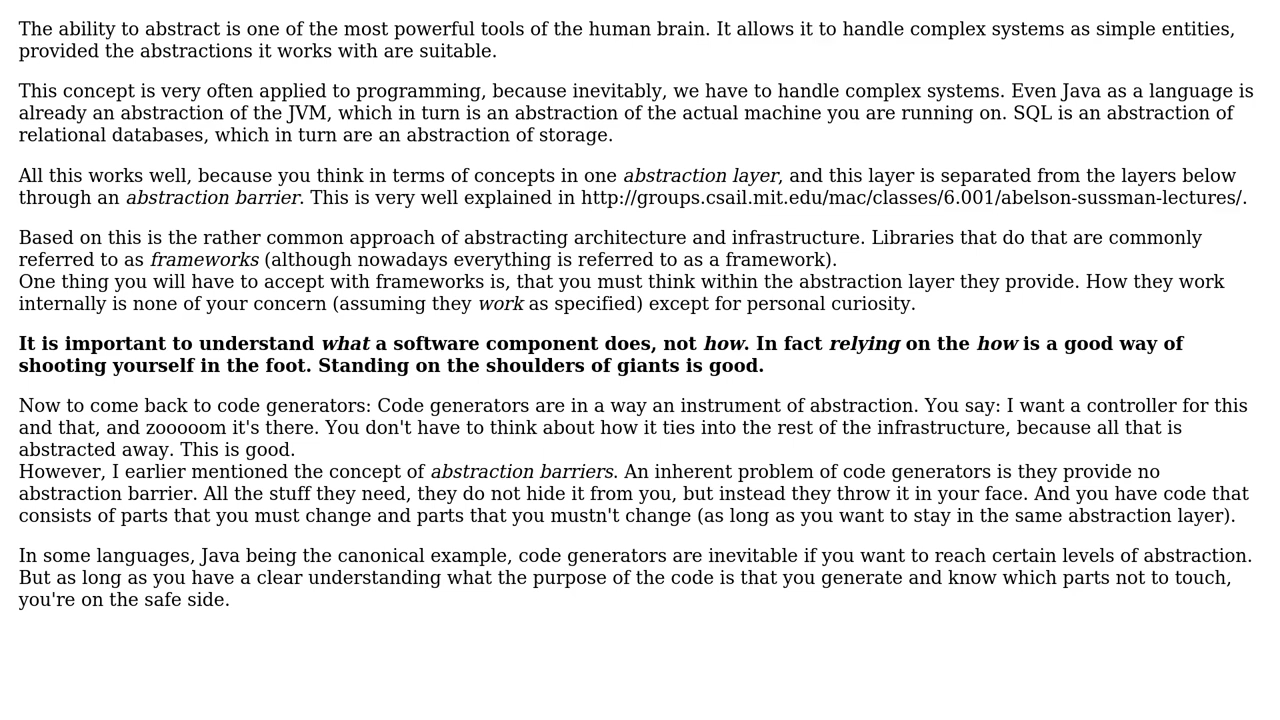 The ability to abstract is one of the most powerful tools of the human brain. It allows it to handle complex systems as simple entities,
provided the abstractions it works with are suitable.
This concept is very often applied to programming, because inevitably, we have to handle complex systems. Even Java as a language is
already an abstraction of the JVM, which in turn is an abstraction of the actual machine you are running on. SQL is an abstraction of
relational databases, which in turn are an abstraction of storage.
All this works well, because you think in terms of concepts in one abstraction layer, and this layer is separated from the layers below
through an abstraction barrier. This is very well explained in http://groups.csail.mit.edu/mac/classes/6.001/abelson-sussman-lectures/.
Based on this is the rather common approach of abstracting architecture and infrastructure. Libraries that do that are commonly
referred to as frameworks (although nowadays everything is referred to as a framework).
One thing you will have to accept with frameworks is, that you must think within the abstraction layer they provide. How they work
internally is none of your concern (assuming they work as specified) except for personal curiosity.
It is important to understand what a software component does, not how. In fact relying on the how is a good way of
shooting yourself in the foot. Standing on the shoulders of giants is good.
Now to come back to code generators: Code generators are in a way an instrument of abstraction. You say: I want a controller for this
and that, and zooooom it's there. You don't have to think about how it ties into the rest of the infrastructure, because all that is
abstracted away. This is good.
However, I earlier mentioned the concept of abstraction barriers. An inherent problem of code generators is they provide no
abstraction barrier. All the stuff they need, they do not hide it from you, but instead they throw it in your face. And you have code that
consists of parts that you must change and parts that you mustn't change (as long as you want to stay in the same abstraction layer).
In some languages, Java being the canonical example, code generators are inevitable if you want to reach certain levels of abstraction.
But as long as you have a clear understanding what the purpose of the code is that you generate and know which parts not to touch,
you're on the safe side.